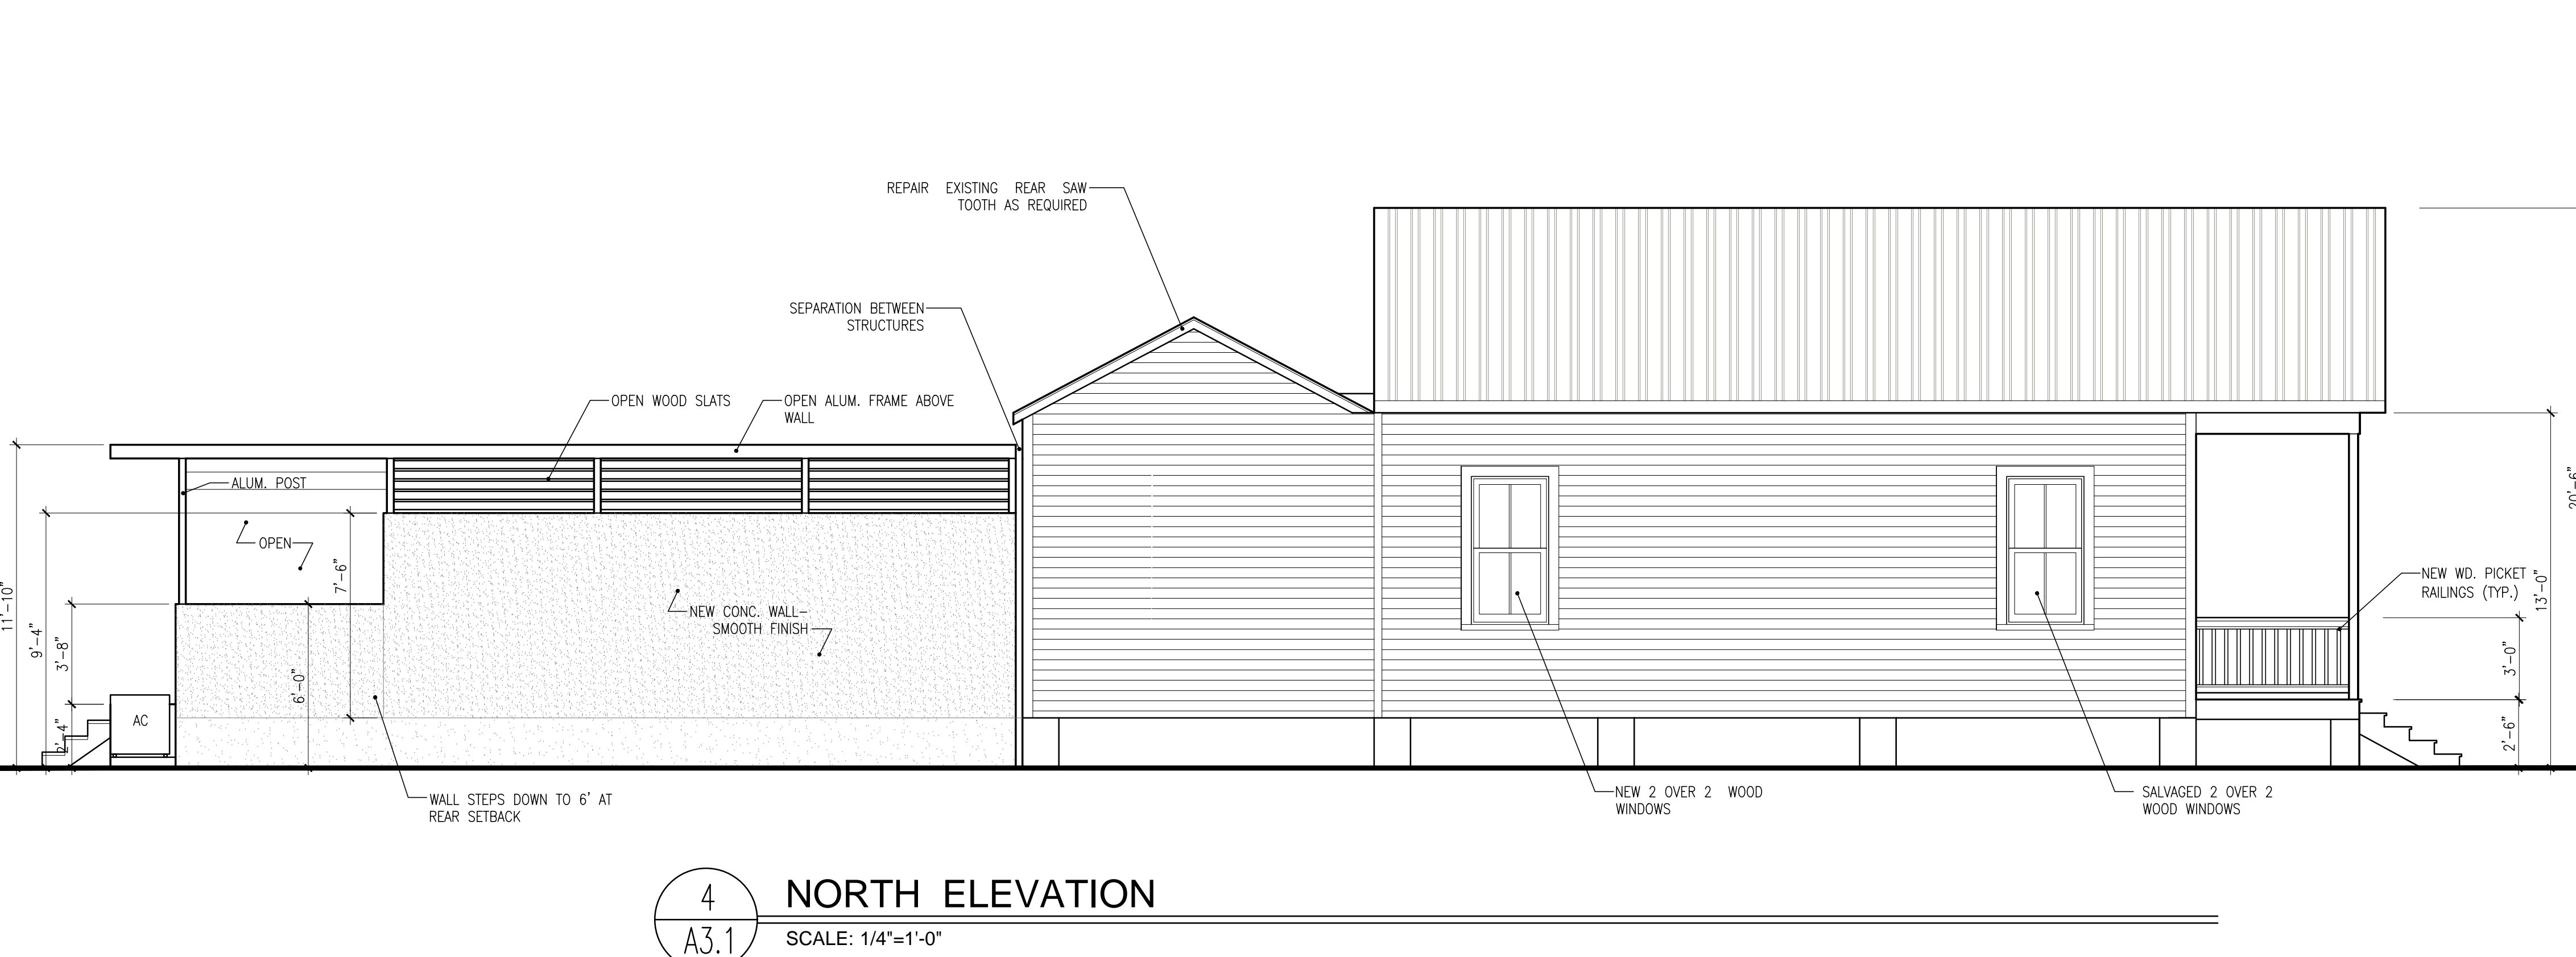 REPAIR EXISTING REAR SAW
TOOTH AS REQUIRED
SEPARATION BETWEEN
STRUCTURES
OPEN WOOD SLATS
OPEN ALUM. FRAME ABOVE
WALL
ALUM. POST
OPEN
NEW CONC. WALL-
SMOOTH FINISH
AC
11'-10"
9'-4"
3'-8"
2'-4"
6'-0"
7'-6"
WALL STEPS DOWN TO 6' AT
REAR SETBACK
NEW 2 OVER 2 WOOD
WINDOWS
SALVAGED 2 OVER 2
WOOD WINDOWS
NEW WD. PICKET
RAILINGS (TYP.)
20'-6"
13'-0"
3'-0"
2'-6"
4
A3.1
NORTH ELEVATION
SCALE: 1/4"=1'-0"